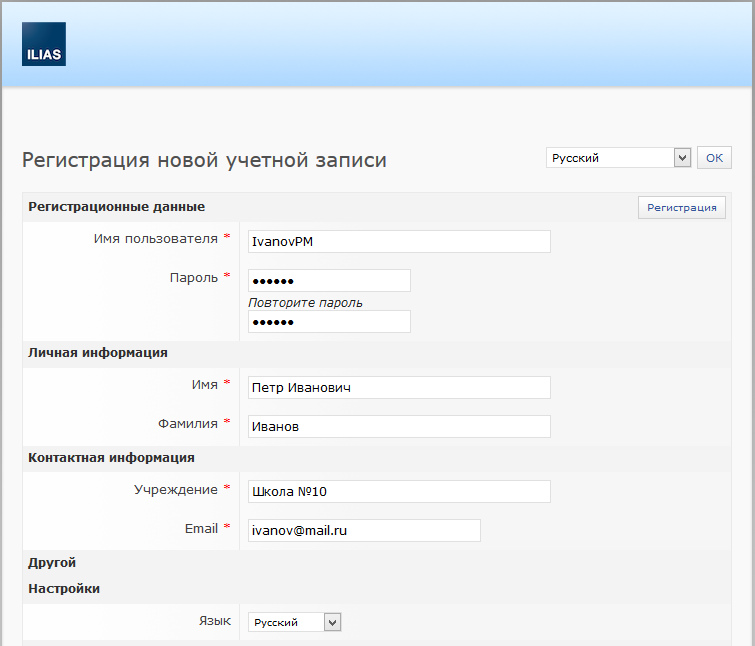 ILIAS
Регистрация новой учетной записи
Русский
OK
Регистрационные данные
Регистрация
Имя пользователя *
IvanovPM
Пароль *
••••••
Повторите пароль
••••••
Личная информация
Имя *
Петр Иванович
Фамилия *
Иванов
Контактная информация
Учреждение *
Школа №10
Email *
ivanov@mail.ru
Другой
Настройки
Язык
Русский